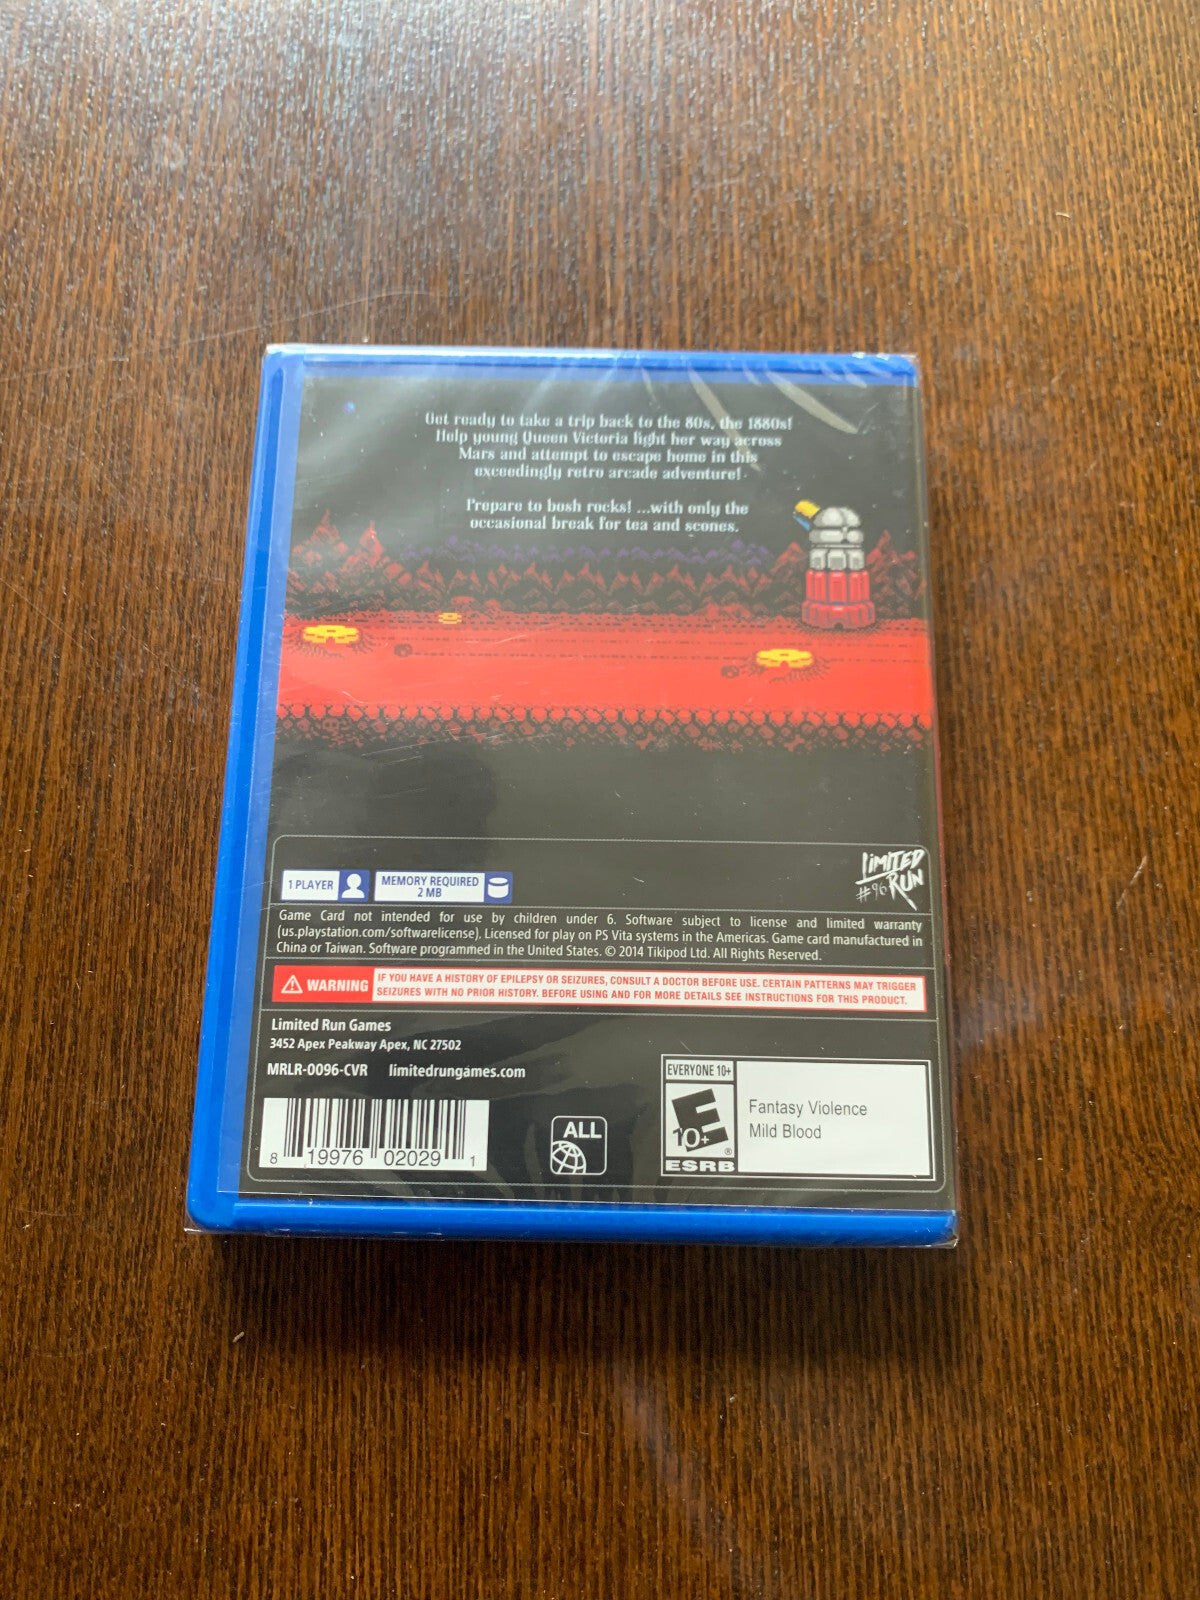 Get ready to take a trip back to the 80s, the 1880s!
Help young Queen Victoria fight her way across
Mars and attempt to escape home in this
exceedingly retro arcade adventure!
Prepare to bosh rocks! ...with only the
occasional break for tea and scones.
LIMITED
RUN
#96
1 PLAYER
MEMORY REQUIRED
2 MB
Game Card not intended for use by children under 6. Software subject to license and limited warranty
(us.playstation.com/softwarelicense). Licensed for play on PS Vita systems in the Americas. Game card manufactured in
China or Taiwan. Software programmed in the United States. © 2014 Tikipod Ltd. All Rights Reserved.
WARNING
IF YOU HAVE A HISTORY OF EPILEPSY OR SEIZURES, CONSULT A DOCTOR BEFORE USE. CERTAIN PATTERNS MAY TRIGGER
SEIZURES WITH NO PRIOR HISTORY. BEFORE USING AND FOR MORE DETAILS SEE INSTRUCTIONS FOR THIS PRODUCT.
Limited Run Games
3452 Apex Peakway Apex, NC 27502
MRLR-0096-CVR limitedrungames.com
8 19976 02029 1
ALL
EVERYONE 10+
E
10+
®
ESRB
Fantasy Violence
Mild Blood